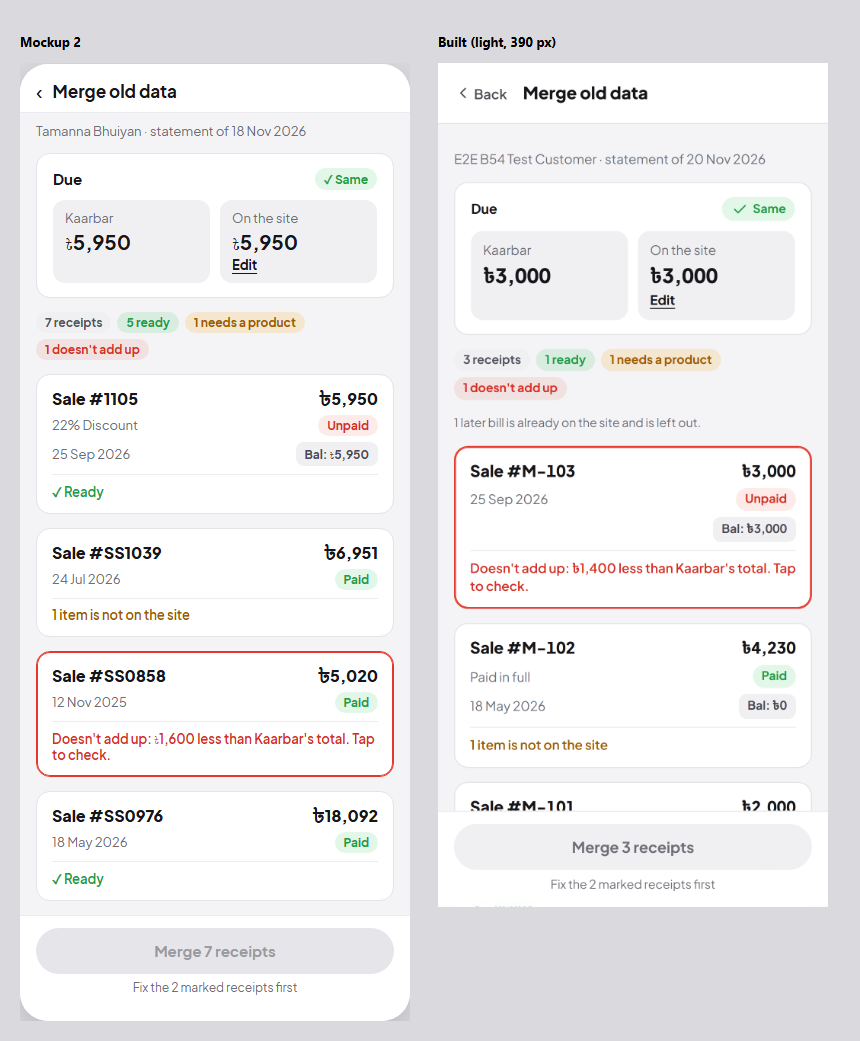 Mockup 2
‹ Merge old data
Tamanna Bhuiyan · statement of 18 Nov 2026
Due
✓ Same
Kaarbar
৳5,950
On the site
৳5,950
Edit
7 receipts
5 ready
1 needs a product
1 doesn't add up
Sale #1105
৳5,950
22% Discount
Unpaid
25 Sep 2026
Bal: ৳5,950
✓ Ready
Sale #SS1039
৳6,951
24 Jul 2026
Paid
1 item is not on the site
Sale #SS0858
৳5,020
12 Nov 2025
Paid
Doesn't add up: ৳1,600 less than Kaarbar's total. Tap
to check.
Sale #SS0976
৳18,092
18 May 2026
Paid
✓ Ready
Merge 7 receipts
Fix the 2 marked receipts first
Built (light, 390 px)
Back
Merge old data
E2E B54 Test Customer · statement of 20 Nov 2026
Due
✓ Same
Kaarbar
৳3,000
On the site
৳3,000
Edit
3 receipts
1 ready
1 needs a product
1 doesn't add up
1 later bill is already on the site and is left out.
Sale #M-103
৳3,000
25 Sep 2026
Unpaid
Bal: ৳3,000
Doesn't add up: ৳1,400 less than Kaarbar's total. Tap
to check.
Sale #M-102
৳4,230
Paid in full
Paid
18 May 2026
Bal: ৳0
1 item is not on the site
Sale #M-101
৳2,000
Merge 3 receipts
Fix the 2 marked receipts first